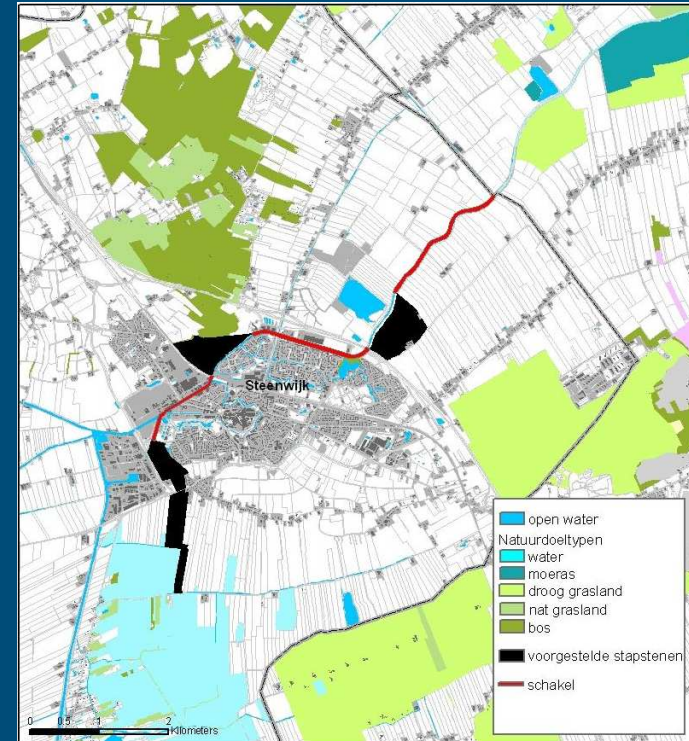 Steenwijk
open water
Natuurdoeltypen
water
moeras
droog grasland
nat grasland
bos
voorgestelde stapstenen
schakel
0 0.5 1 2
Kilometers